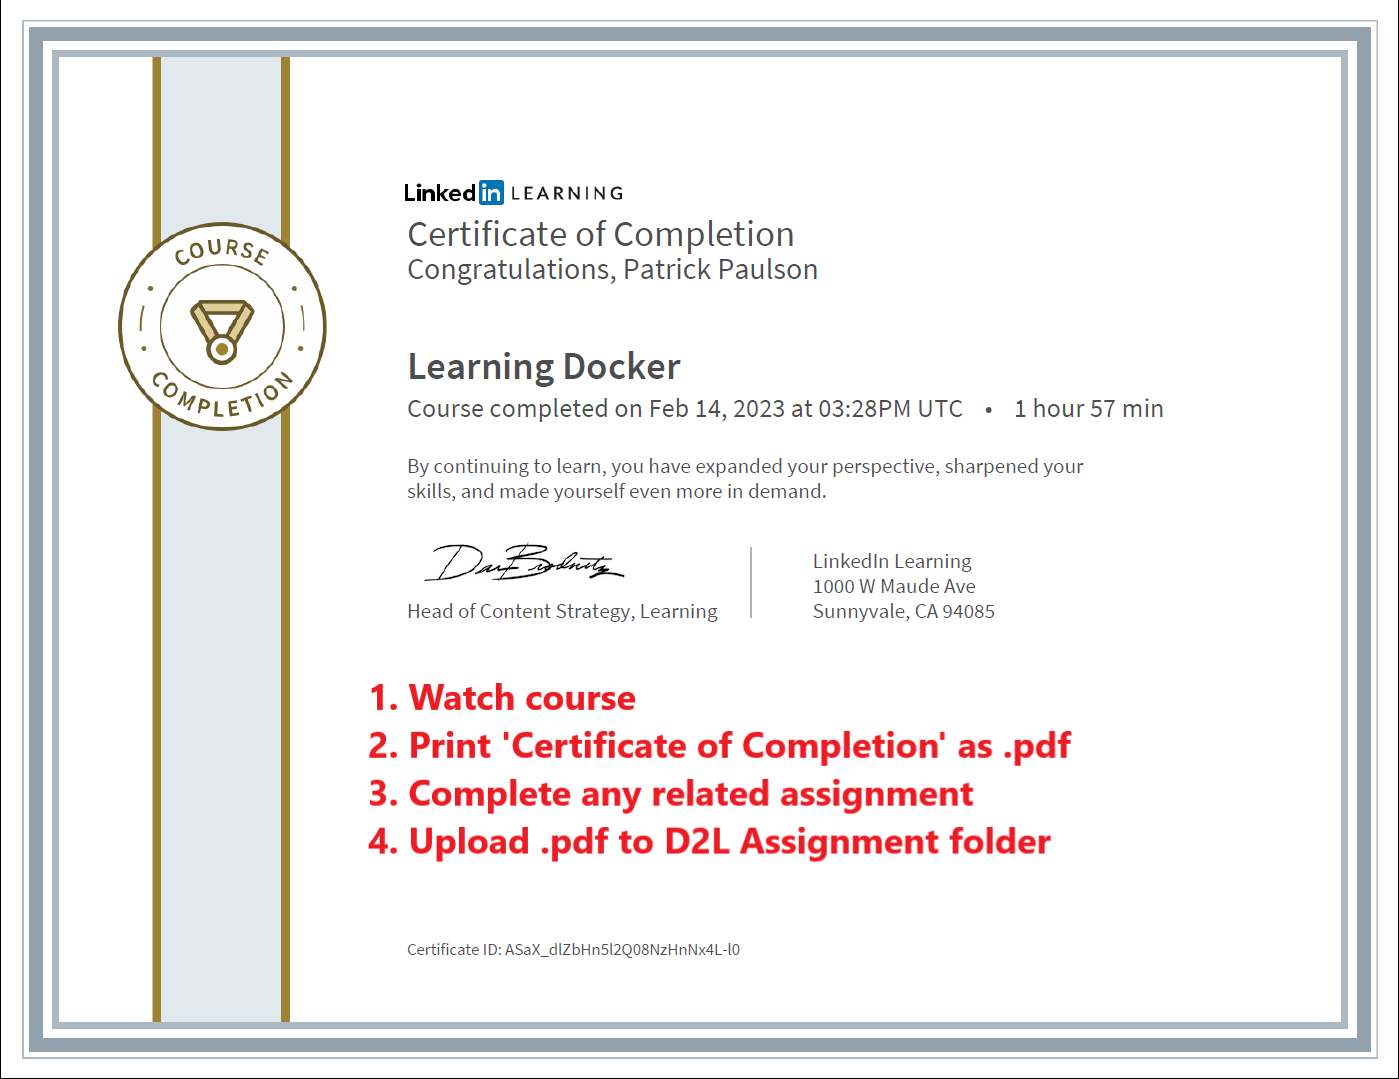 COURSE
COMPLETION
Linkedin LEARNING
Certificate of Completion
Congratulations, Patrick Paulson
Learning Docker
Course completed on Feb 14, 2023 at 03:28PM UTC • 1 hour 57 min
By continuing to learn, you have expanded your perspective, sharpened your
skills, and made yourself even more in demand.
Head of Content Strategy, Learning
LinkedIn Learning
1000 W Maude Ave
Sunnyvale, CA 94085
1. Watch course
2. Print 'Certificate of Completion' as .pdf
3. Complete any related assignment
4. Upload .pdf to D2L Assignment folder
Certificate ID: ASaX_dlZbHn5l2Q08NzHnNx4L-l0